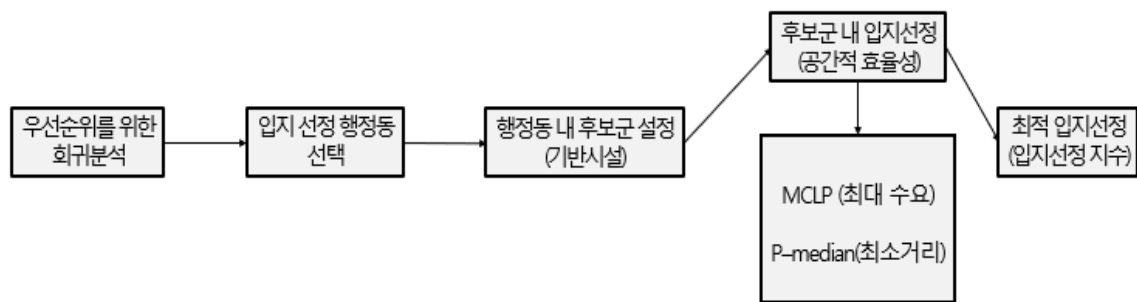 우선순위를 위한
회귀분석
입지 선정 행정동
선택
행정동 내 후보군 설정
(기반시설)
후보군 내 입지선정
(공간적 효율성)
MCLP (최대 수요)
P–median(최소거리)
최적 입지선정
(입지선정 지수)